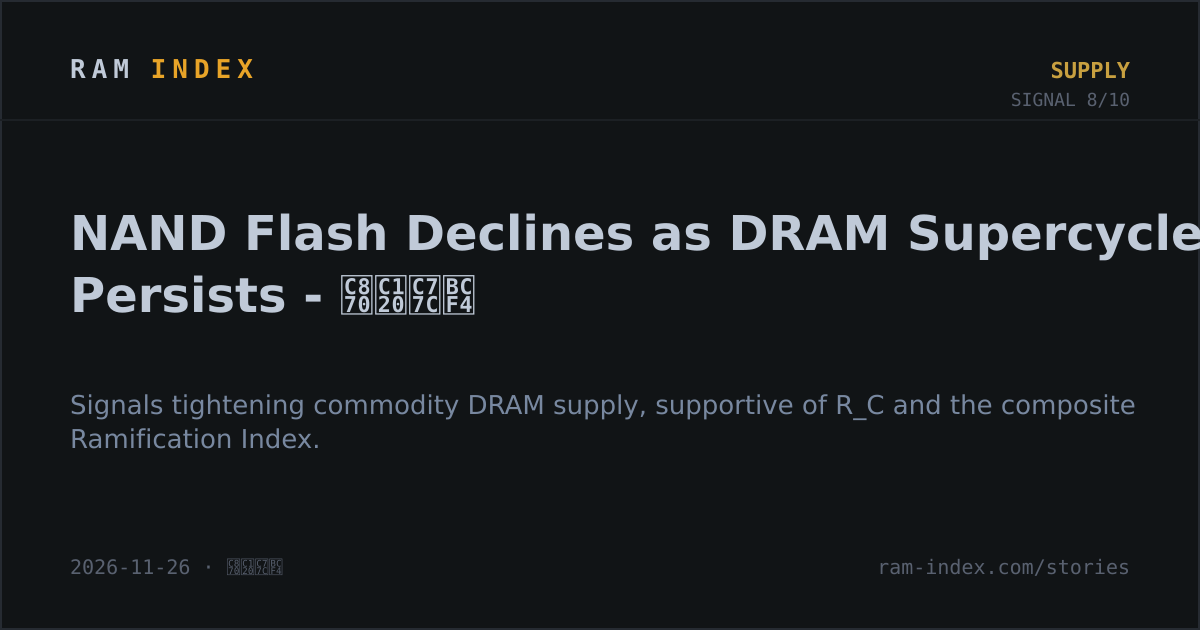 RAM INDEX
SUPPLY
SIGNAL 8/10
NAND Flash Declines as DRAM Supercycle
Persists -
Signals tightening commodity DRAM supply, supportive of R_C and the composite
Ramification Index.
2026-11-26 ·
ram-index.com/stories